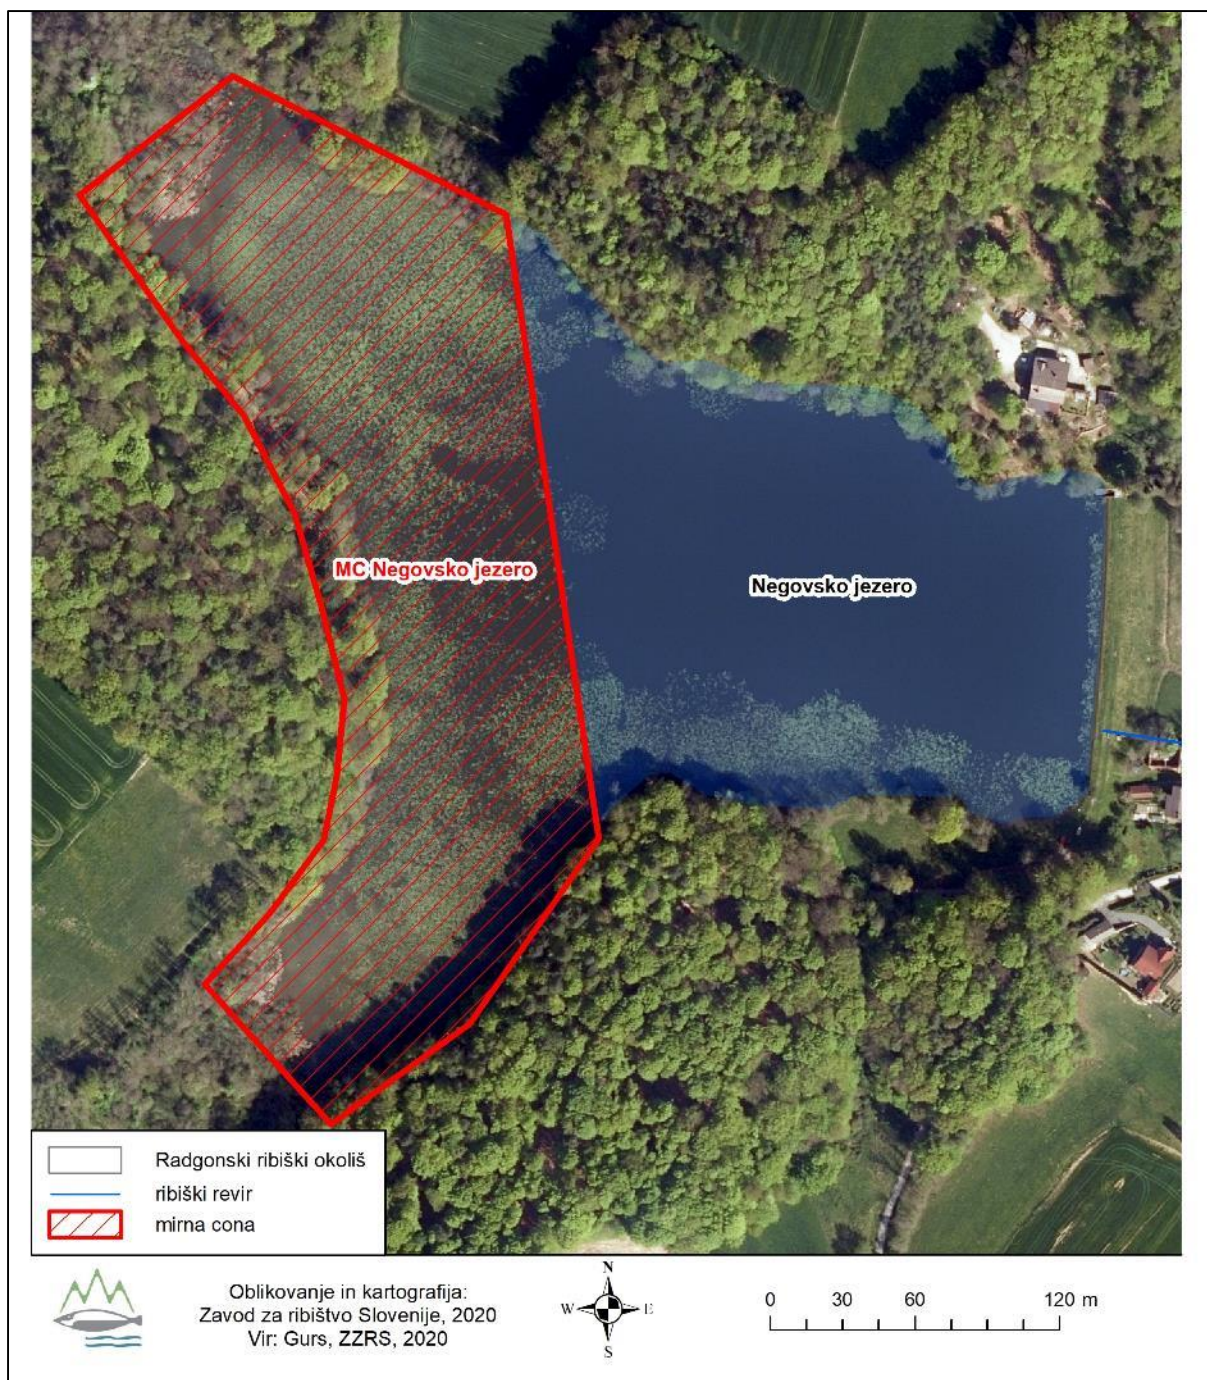 MC Negovsko jezero
Negovsko jezero
Radgonski ribiški okoliš
ribiški revir
mirna cona
Oblikovanje in kartografija:
Zavod za ribištvo Slovenije, 2020
Vir: Gurs, ZZRS, 2020
N
W E
S
0 30 60 120 m